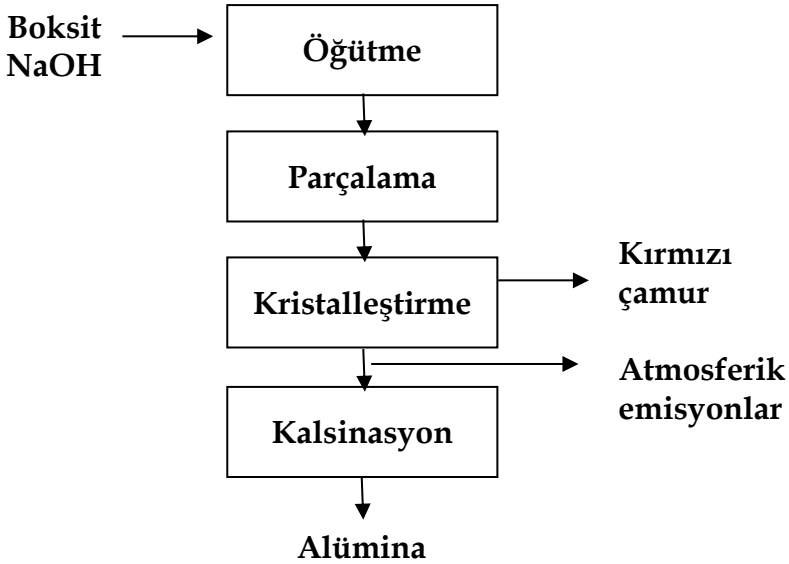 Boksit
NaOH
Öğütme
Parçalama
Kristalleştirme
Kırmızı
çamur
Atmosferik
emisyonlar
Kalsinasyon
Alümina